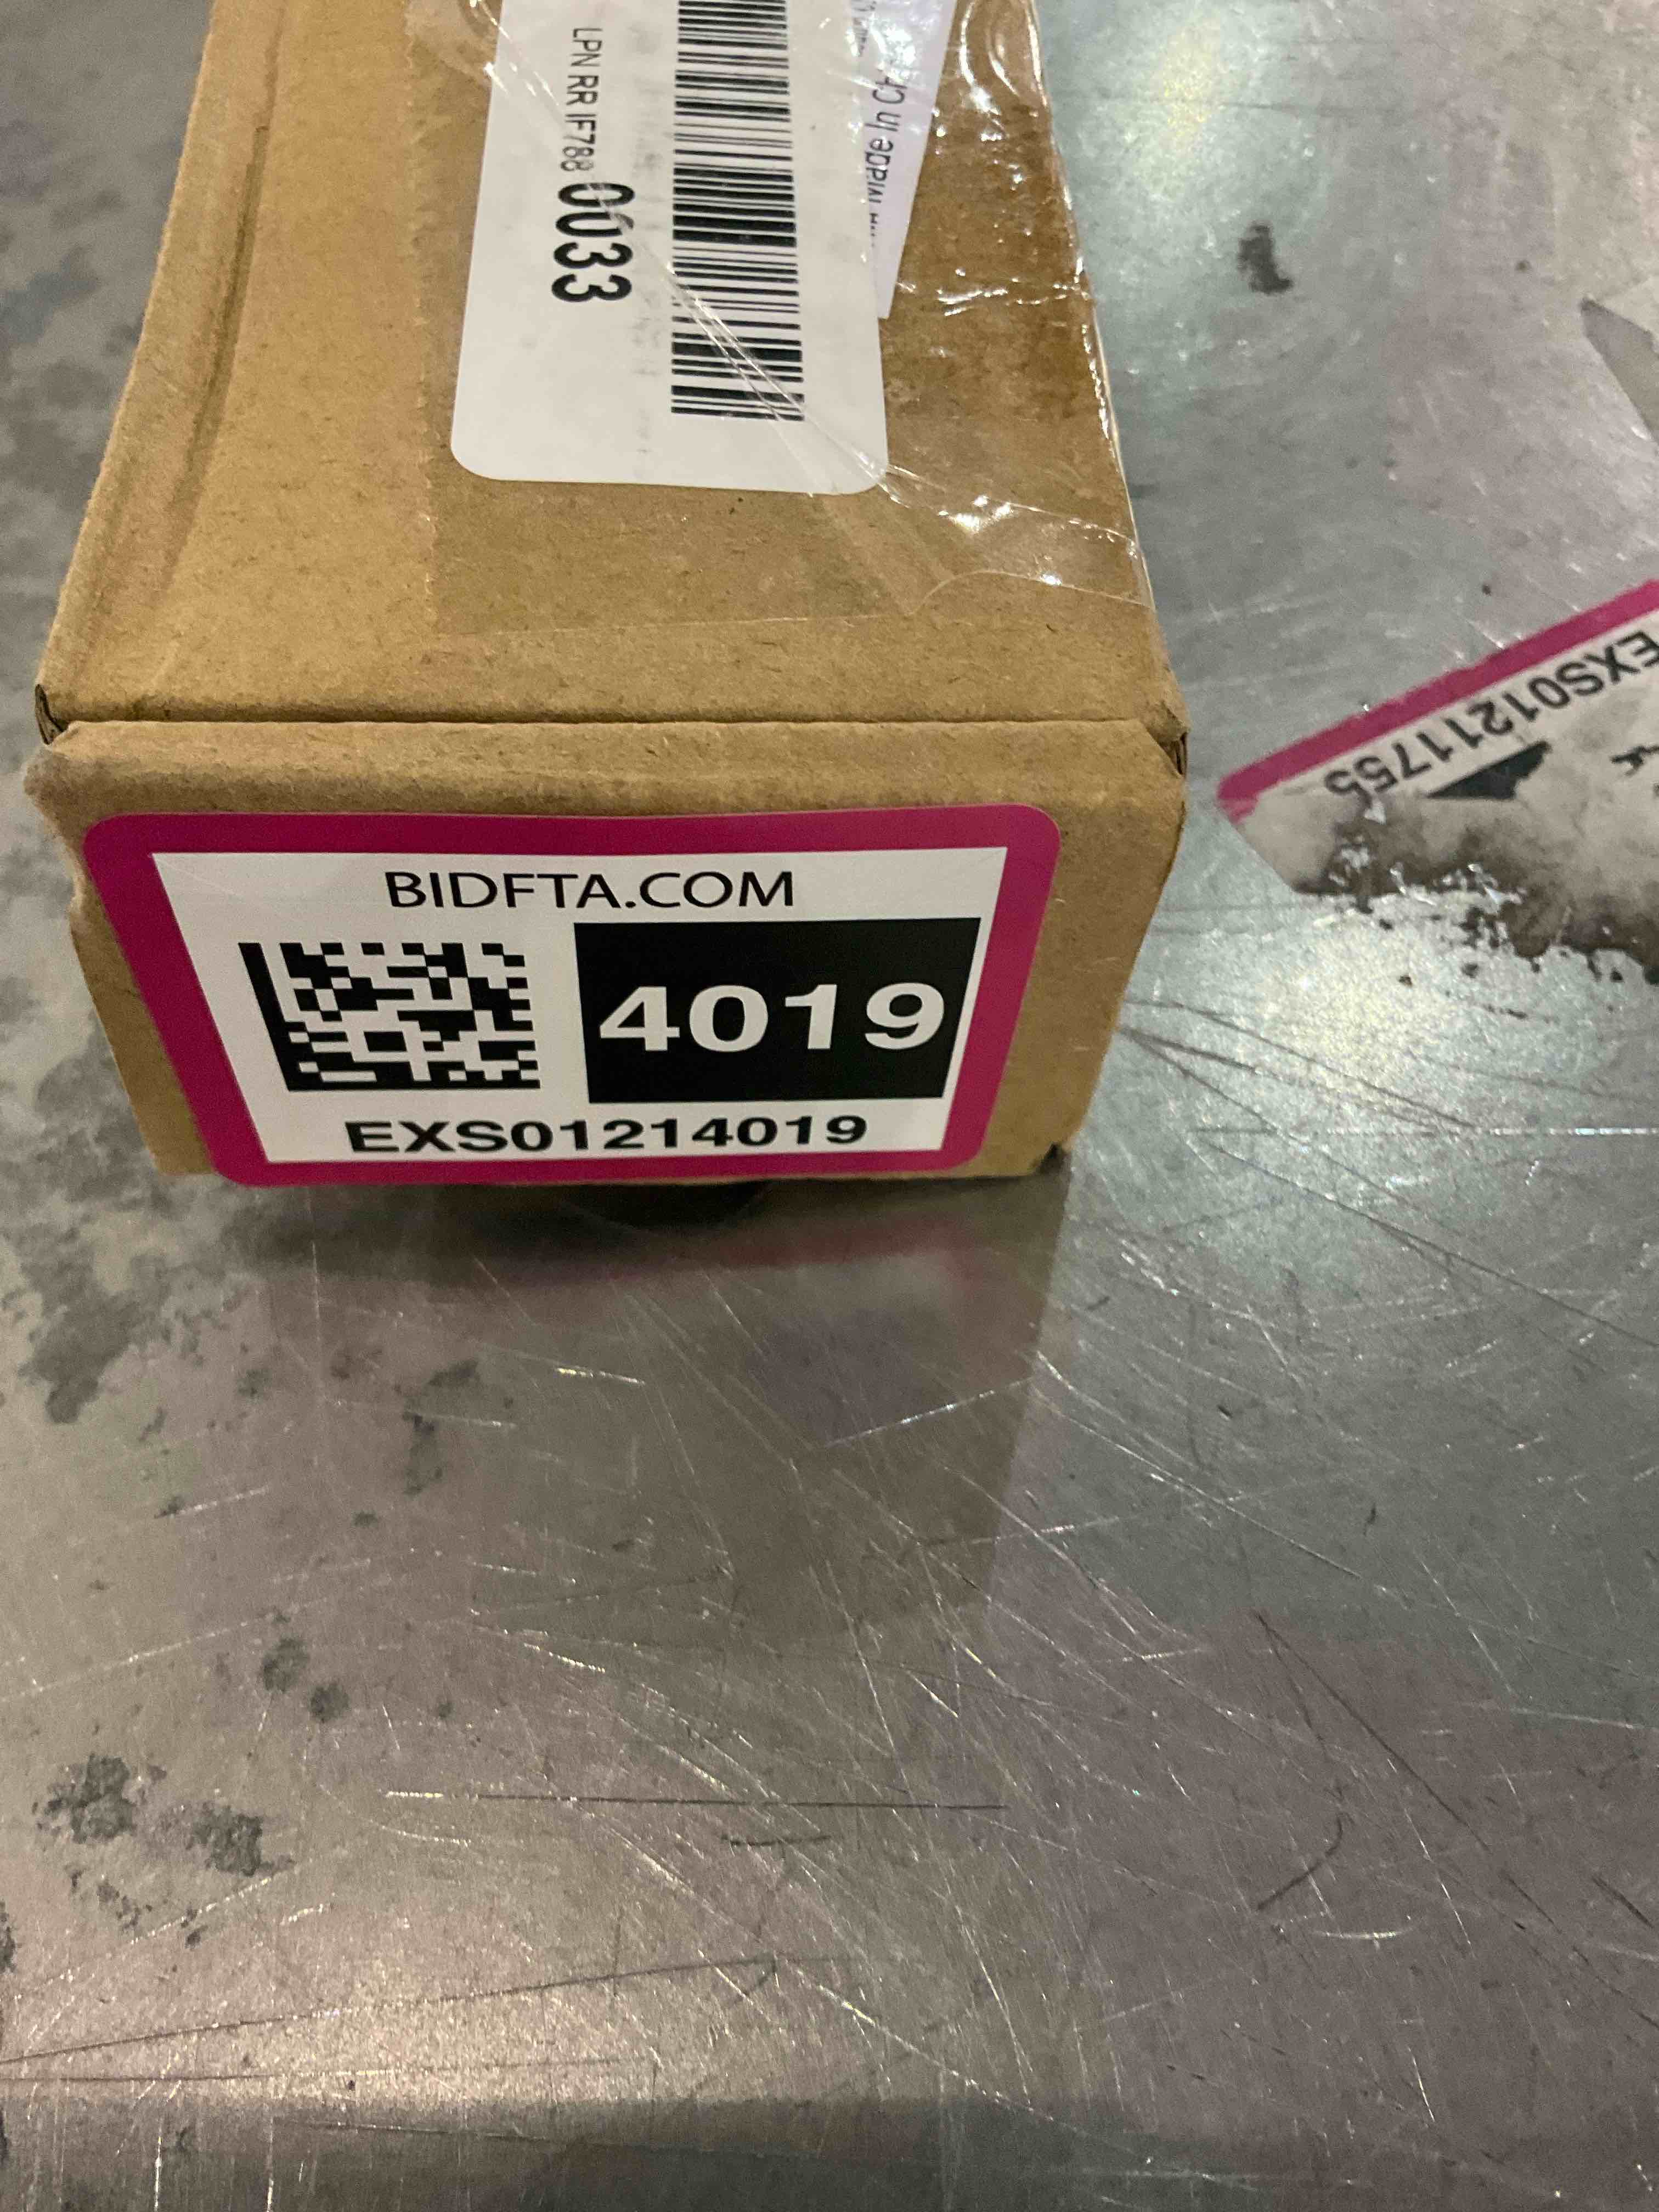 LPN RR IF788 0033
Made in Ch
BIDFTA.COM
4019
EXS01214019
EXS01211755